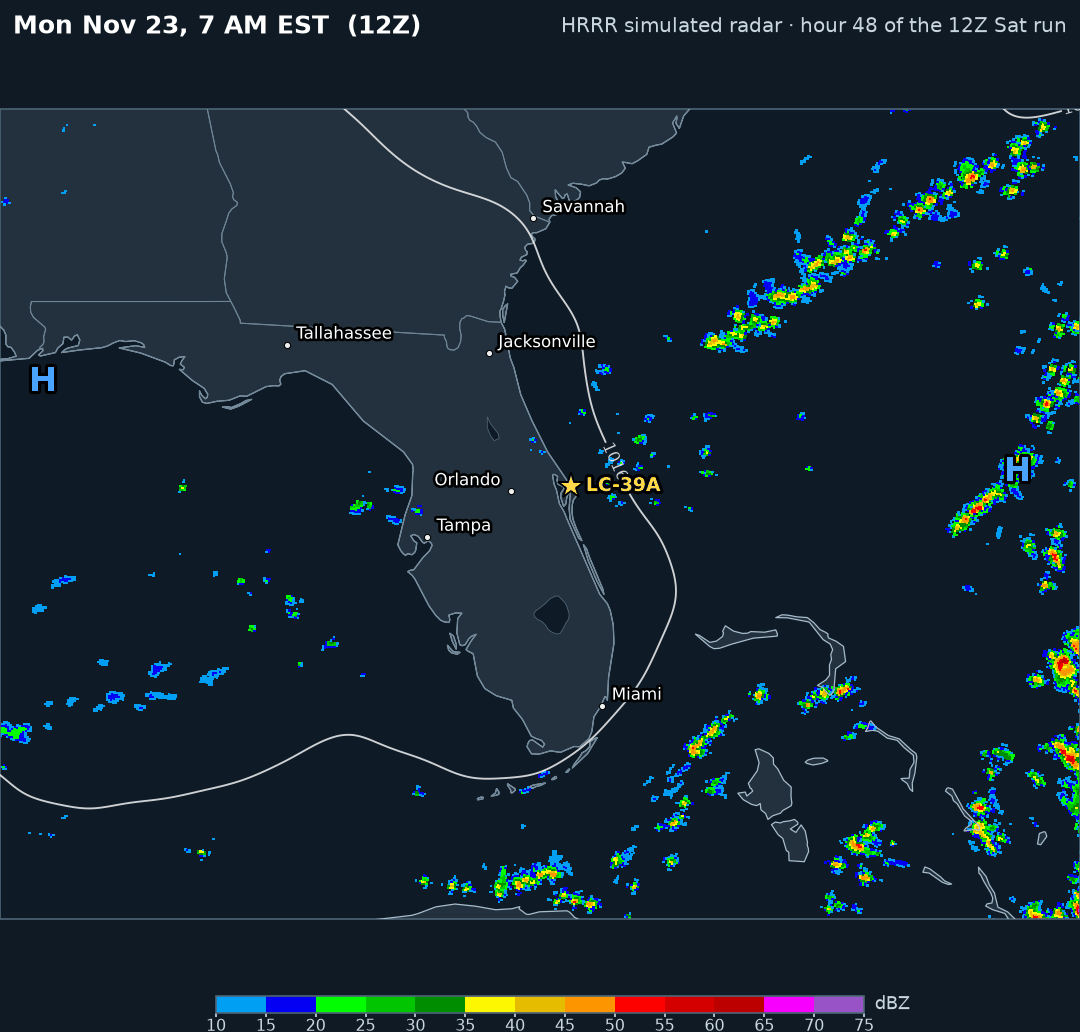 Mon Nov 23, 7 AM EST (12Z)
HRRR simulated radar · hour 48 of the 12Z Sat run
Savannah
Tallahassee
Jacksonville
H
1016
H
Orlando
LC-39A
Tampa
Miami
dBZ
10 15 20 25 30 35 40 45 50 55 60 65 70 75